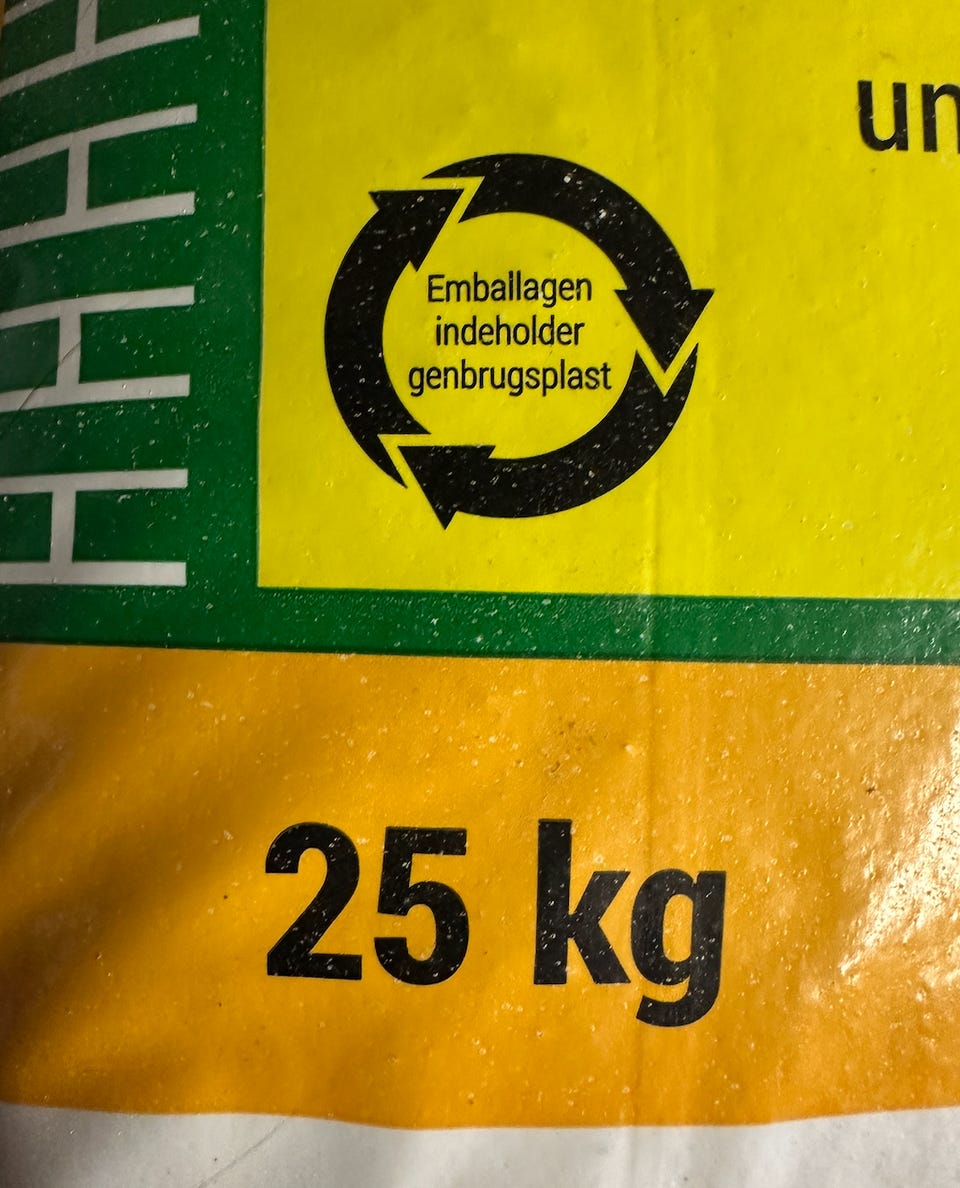 Emballagen
indeholder
genbrugsplast
25 kg